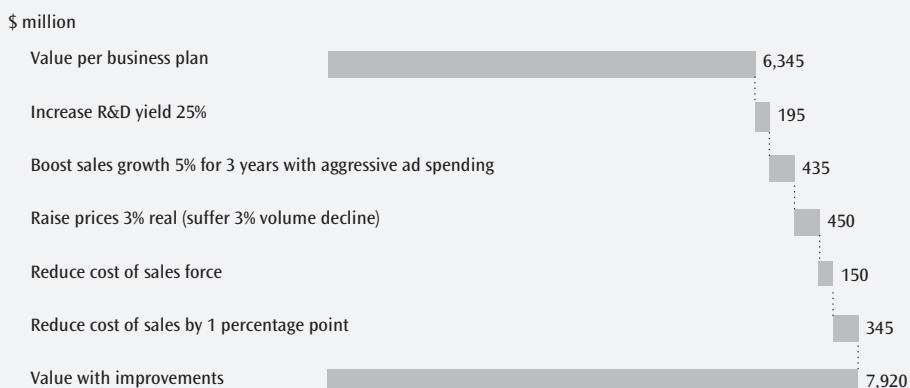 $ million
Value per business plan 6,345
Increase R&D yield 25% 195
Boost sales growth 5% for 3 years with aggressive ad spending 435
Raise prices 3% real (suffer 3% volume decline) 450
Reduce cost of sales force 150
Reduce cost of sales by 1 percentage point 345
Value with improvements 7,920